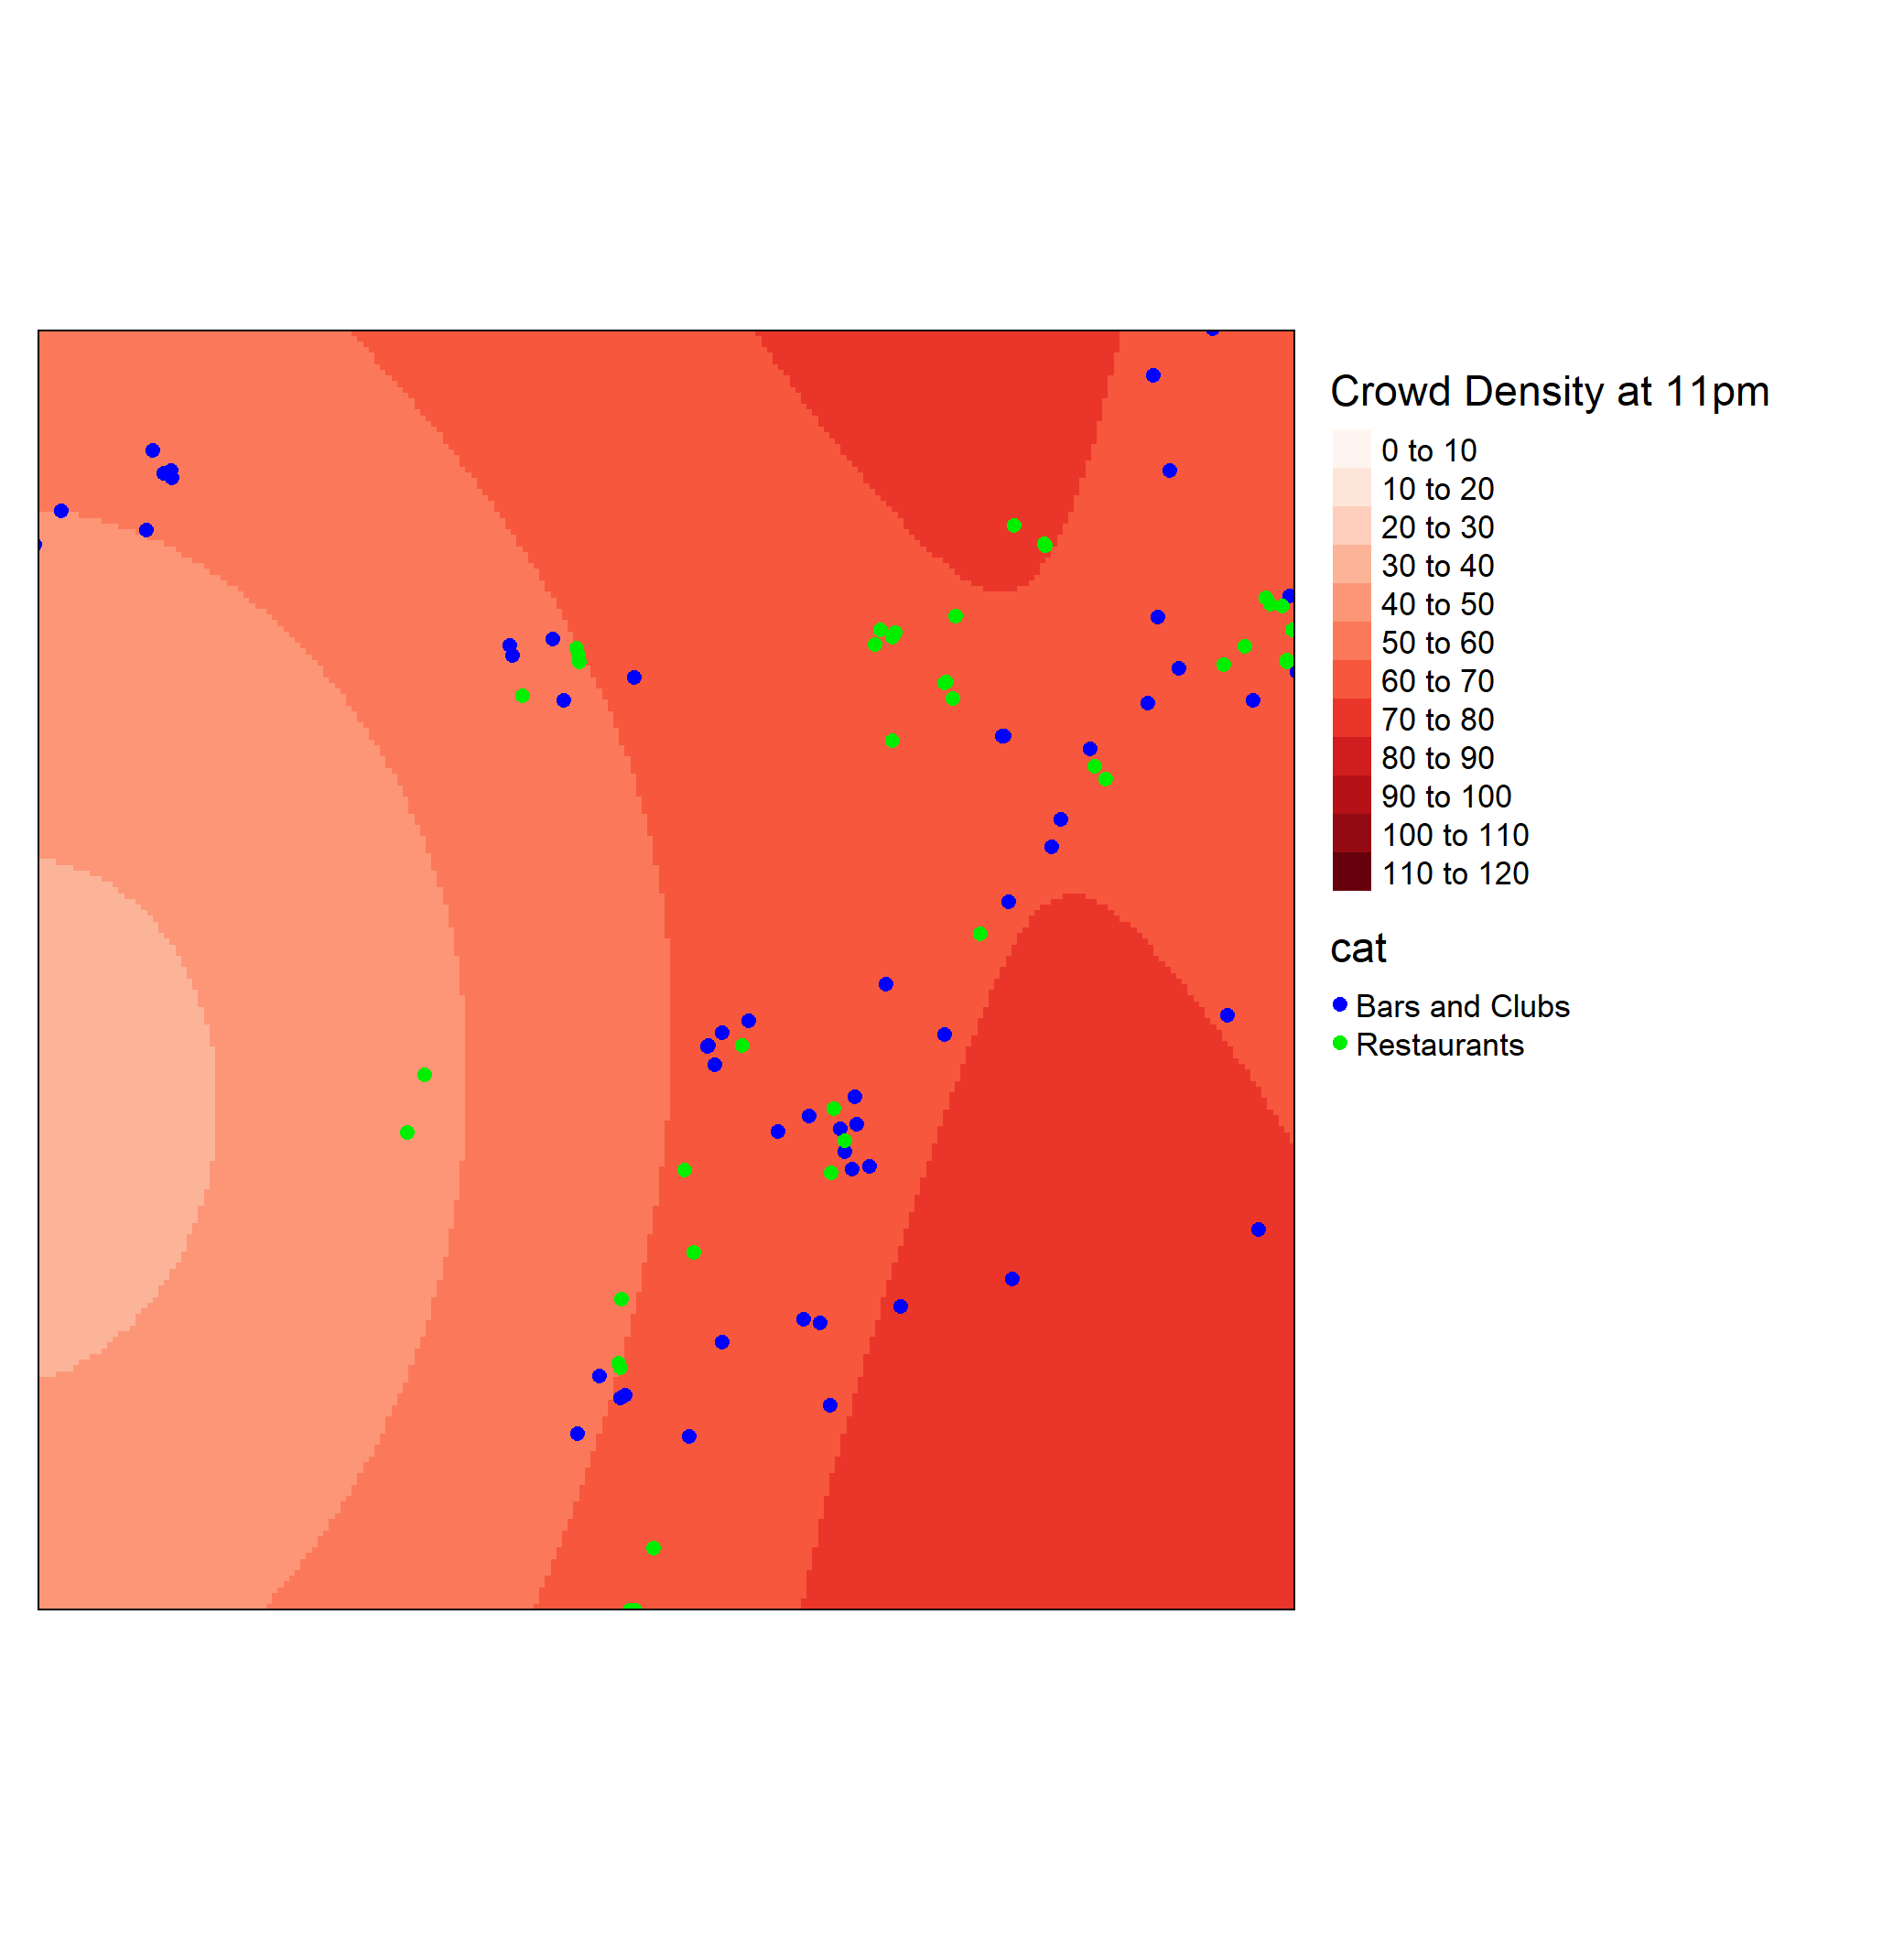 Crowd Density at 11pm
0 to 10
10 to 20
20 to 30
30 to 40
40 to 50
50 to 60
60 to 70
70 to 80
80 to 90
90 to 100
100 to 110
110 to 120
cat
Bars and Clubs
Restaurants